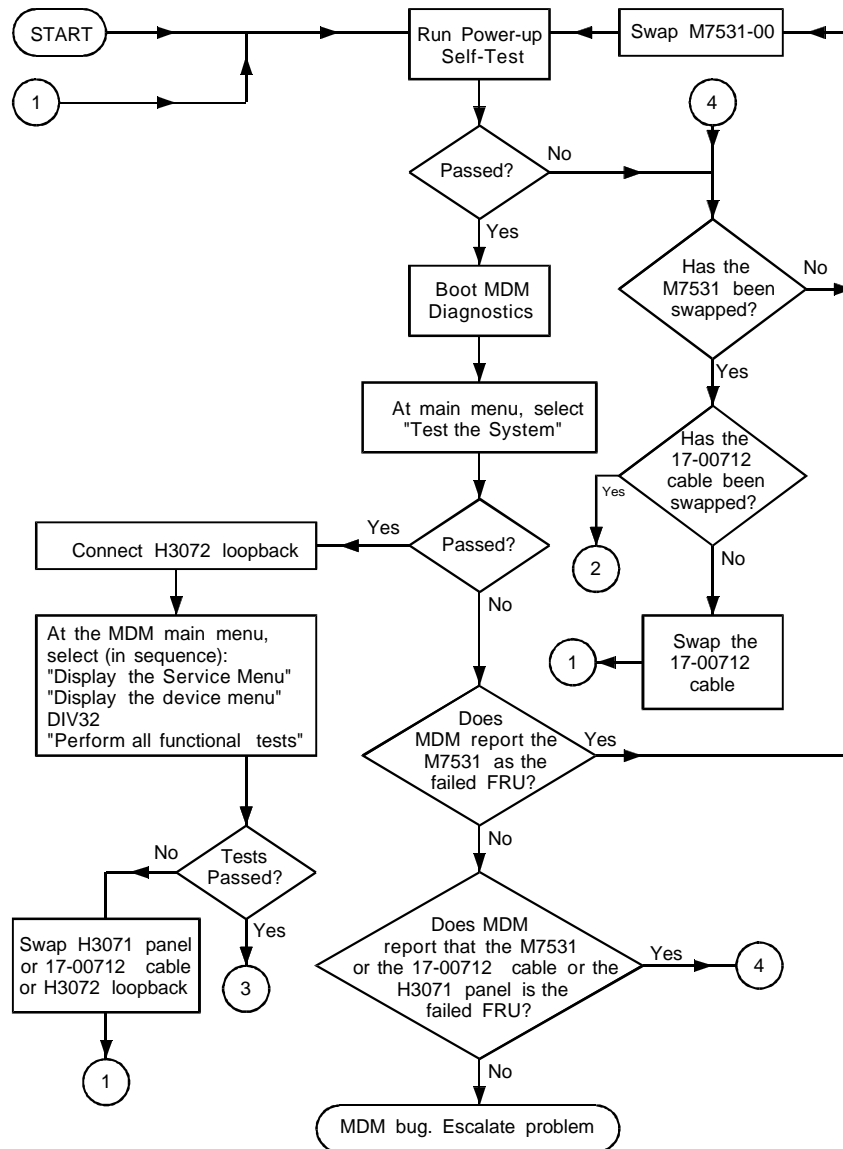 START
Run Power-up
Self-Test
Swap M7531-00
1
4
Passed?
No
Yes
Has the
M7531 been
swapped?
No
Boot MDM
Diagnostics
Yes
At main menu, select
"Test the System"
Has the
17-00712
cable been
swapped?
Yes
Yes
Connect H3072 loopback
Passed?
2
No
No
At the MDM main menu,
select (in sequence):
"Display the Service Menu"
"Display the device menu"
DIV32
"Perform all functional tests"
1
Swap the
17-00712
cable
Does
MDM report the
M7531 as the
failed FRU?
Yes
No
No
Tests
Passed?
Yes
Swap H3071 panel
or 17-00712 cable
or H3072 loopback
3
Does MDM
report that the M7531
or the 17-00712 cable or the
H3071 panel is the
failed FRU?
Yes
4
1
No
MDM bug. Escalate problem